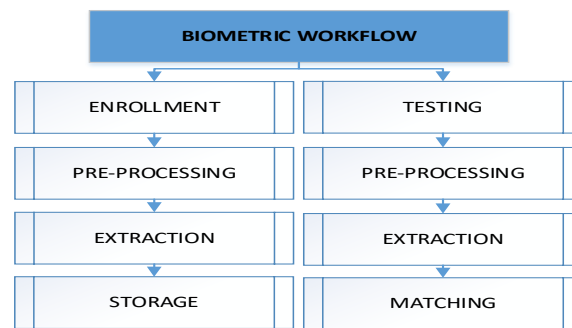 BIOMETRIC WORKFLOW
ENROLLMENT
PRE-PROCESSING
EXTRACTION
STORAGE
TESTING
PRE-PROCESSING
EXTRACTION
MATCHING